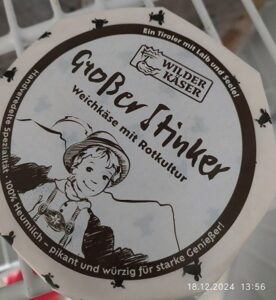 Ein Tiroler mit Laib und Seele!
WILDER
KÄSER
Großer Stinker
Weichkäse mit Rotkultur
Handveredelte Spezialität · 100% Heumilch – pikant und würzig für starke Genießer!
18.12.2024 13:56